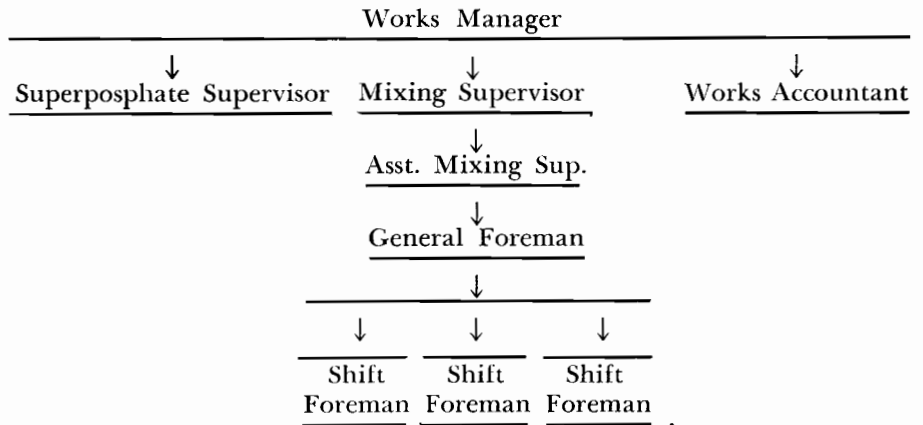 Works Manager
Superposphate Supervisor Mixing Supervisor Works Accountant
Asst. Mixing Sup.
General Foreman
Shift Shift Shift
Foreman Foreman Foreman